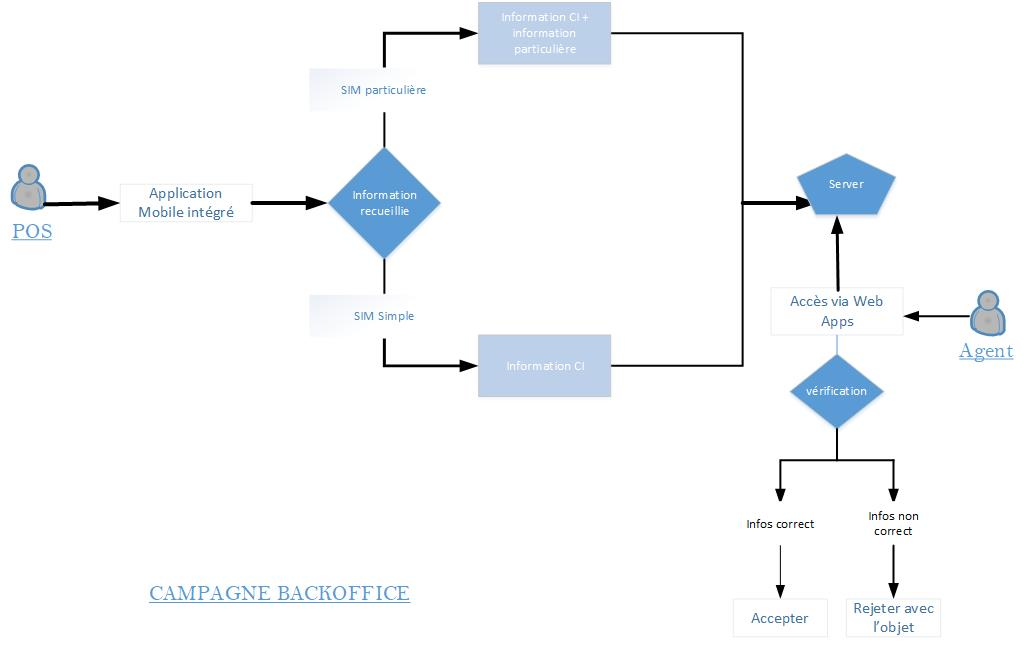 Information CI +
information
particulière
SIM particulière
POS
Application
Mobile intégré
Information
recueillie
Server
SIM Simple
Information CI
Accès via Web
Apps
Agent
vérification
Infos correct
Infos non
correct
Accepter
Rejeter avec
l'objet
CAMPAGNE BACKOFFICE